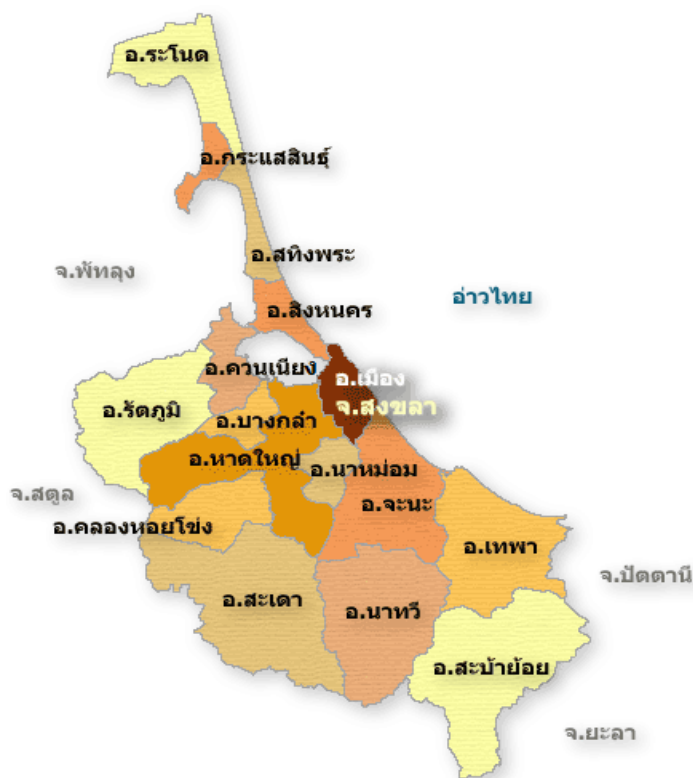 อ.ระโนด
อ.กระแสสินธุ์
อ.สทิงพระ
จ.พัทลุง
อ่าวไทย
อ.สิงหนคร
อ.ควนเนียง
อ.เมือง
จ.สงขลา
อ.รัตภูมิ
อ.บางกล่ำ
อ.หาดใหญ่
อ.นาหม่อม
จ.สตูล
อ.จะนะ
อ.คลองหอยโข่ง
อ.เทพา
จ.ปัตตานี
อ.สะเดา
อ.นาทวี
อ.สะบ้าย้อย
จ.ยะลา